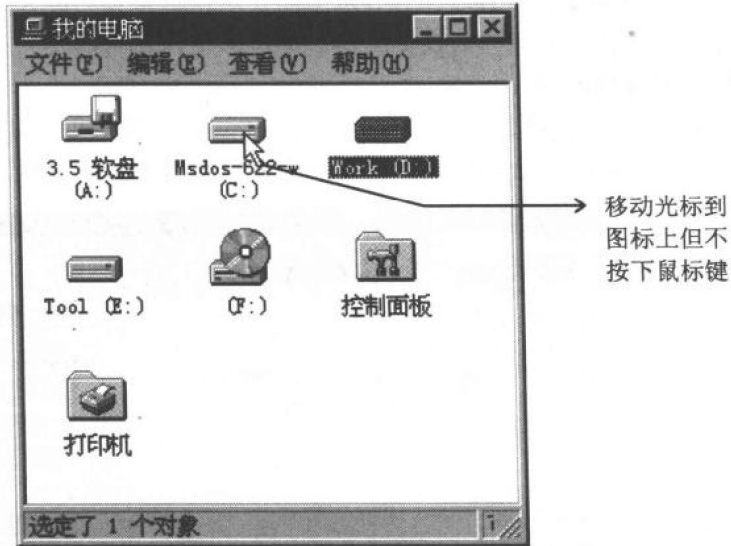 我的电脑
文件(F) 编辑(E) 查看(V) 帮助(H)
3.5 软盘 Msdos-622-w Work (D:)
(A:) (C:)
移动光标到
图标上但不
按下鼠标键
Tool (E:) (F:) 控制面板
打印机
选定了 1 个对象